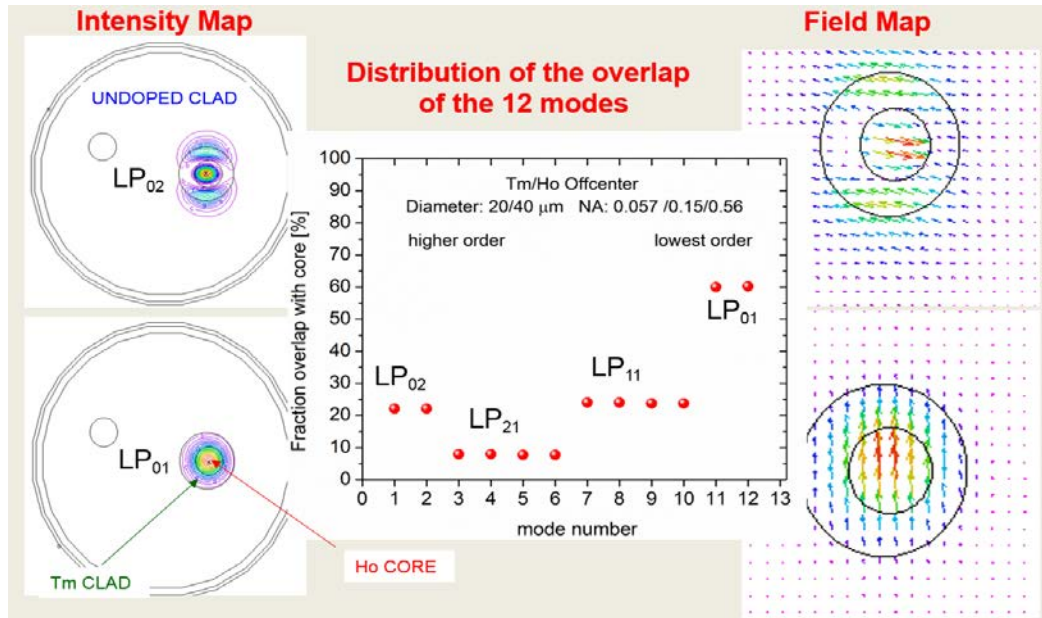 Intensity Map
Field Map
Distribution of the overlap
of the 12 modes
UNDOPED CLAD
LP02
LP01
Tm CLAD
Ho CORE
Tm/Ho Offcenter
Diameter: 20/40 μm NA: 0.057 /0.15/0.56
higher order lowest order
Fraction overlap with core [%]
100
90
80
70
60
50
40
30
20
10
0
LP02
LP21
LP11
LP01
0 1 2 3 4 5 6 7 8 9 10 11 12 13
mode number